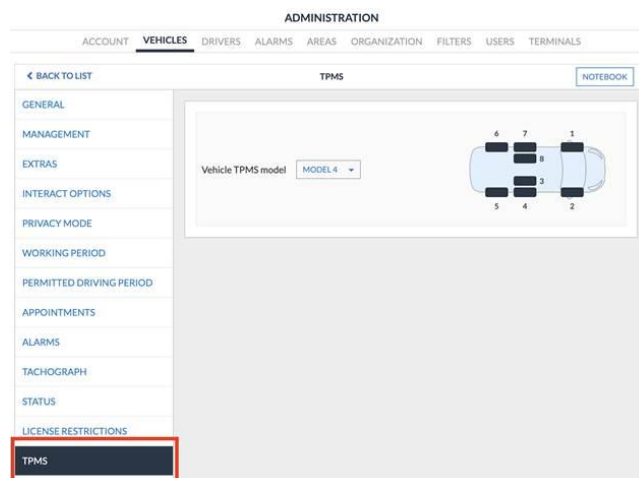 ADMINISTRATION
ACCOUNT VEHICLES DRIVERS ALARMS AREAS ORGANIZATION FILTERS USERS TERMINALS
BACK TO LIST TPMS NOTEBOOK
GENERAL
MANAGEMENT
EXTRAS
INTERACT OPTIONS
PRIVACY MODE
WORKING PERIOD
PERMITTED DRIVING PERIOD
APPOINTMENTS
ALARMS
TACHOGRAPH
STATUS
LICENSE RESTRICTIONS
TPMS
Vehicle TPMS model MODEL 4
6 7 1
8
3
5 4 2